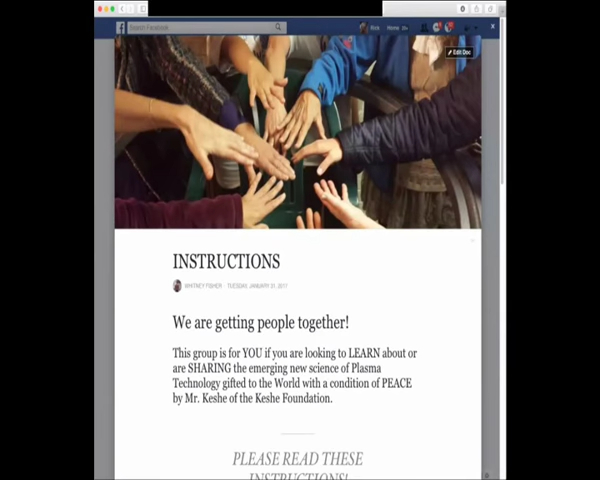 Search Facebook
Rick Home 20+
Edit Doc
INSTRUCTIONS
WHITNEY FISHER · TUESDAY, JANUARY 31, 2017
We are getting people together!
This group is for YOU if you are looking to LEARN about or
are SHARING the emerging new science of Plasma
Technology gifted to the World with a condition of PEACE
by Mr. Keshe of the Keshe Foundation.
PLEASE READ THESE
INSTRUCTIONS!